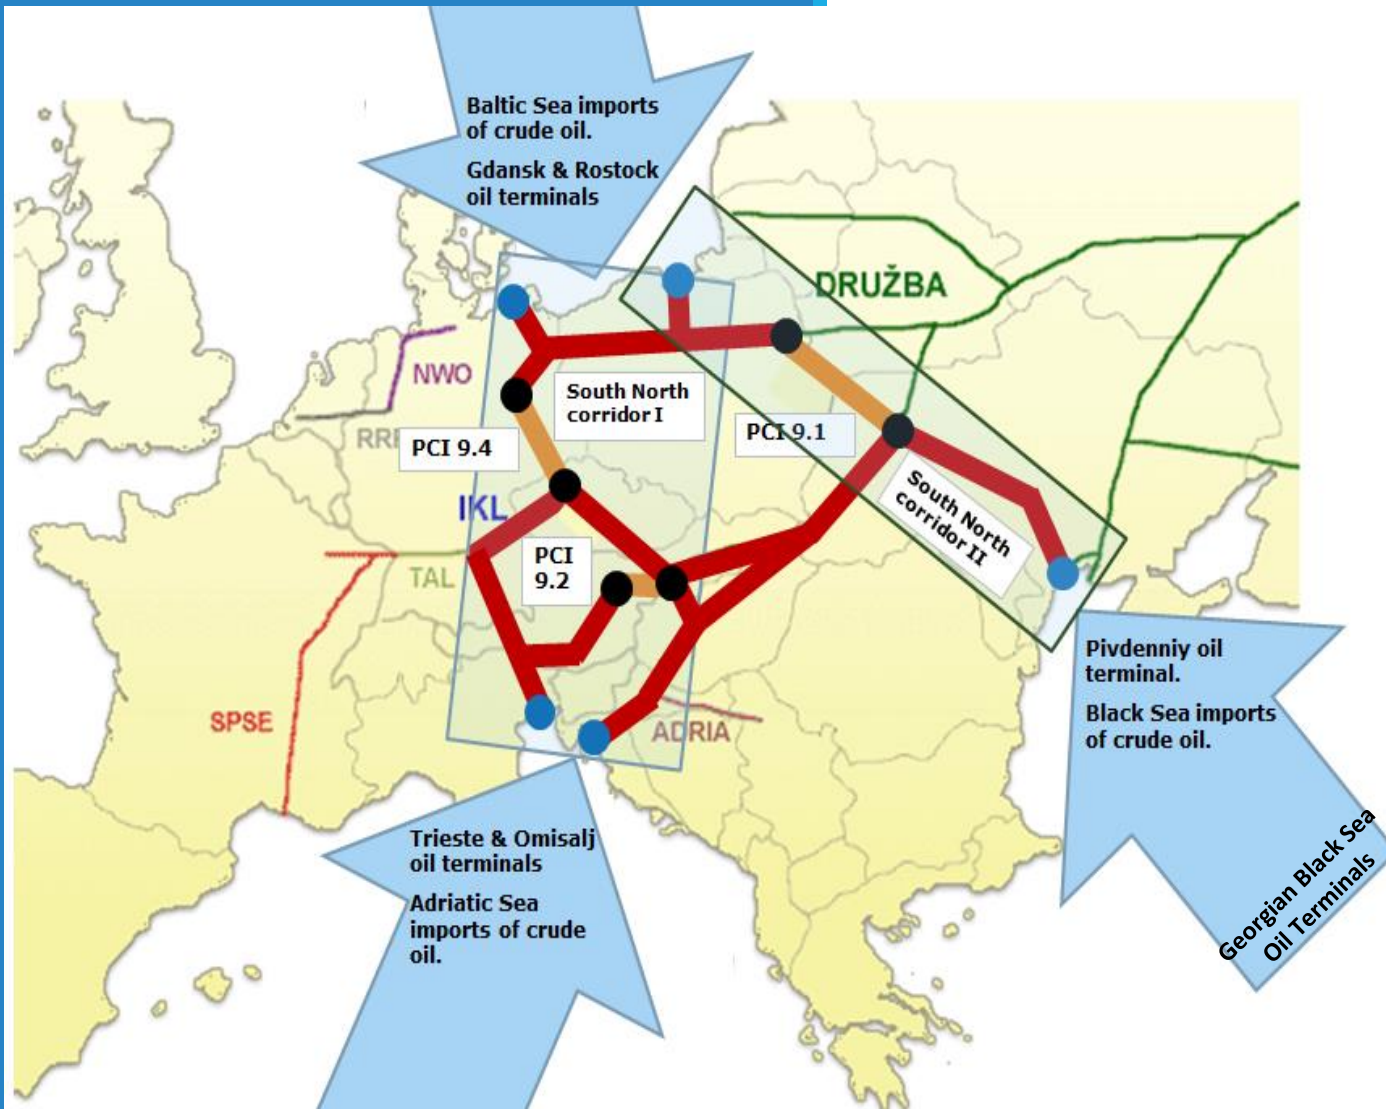 Baltic Sea imports
of crude oil.
Gdansk & Rostock
oil terminals
DRUŽBA
NWO
South North
corridor I
PCI 9.1
PCI 9.4
IKL
South North
corridor II
PCI
9.2
TAL
SPSE
ADRIA
Pivdenniy oil
terminal.
Black Sea imports
of crude oil.
Trieste & Omisalj
oil terminals
Adriatic Sea
imports of crude
oil.
Georgian Black Sea
Oil Terminals